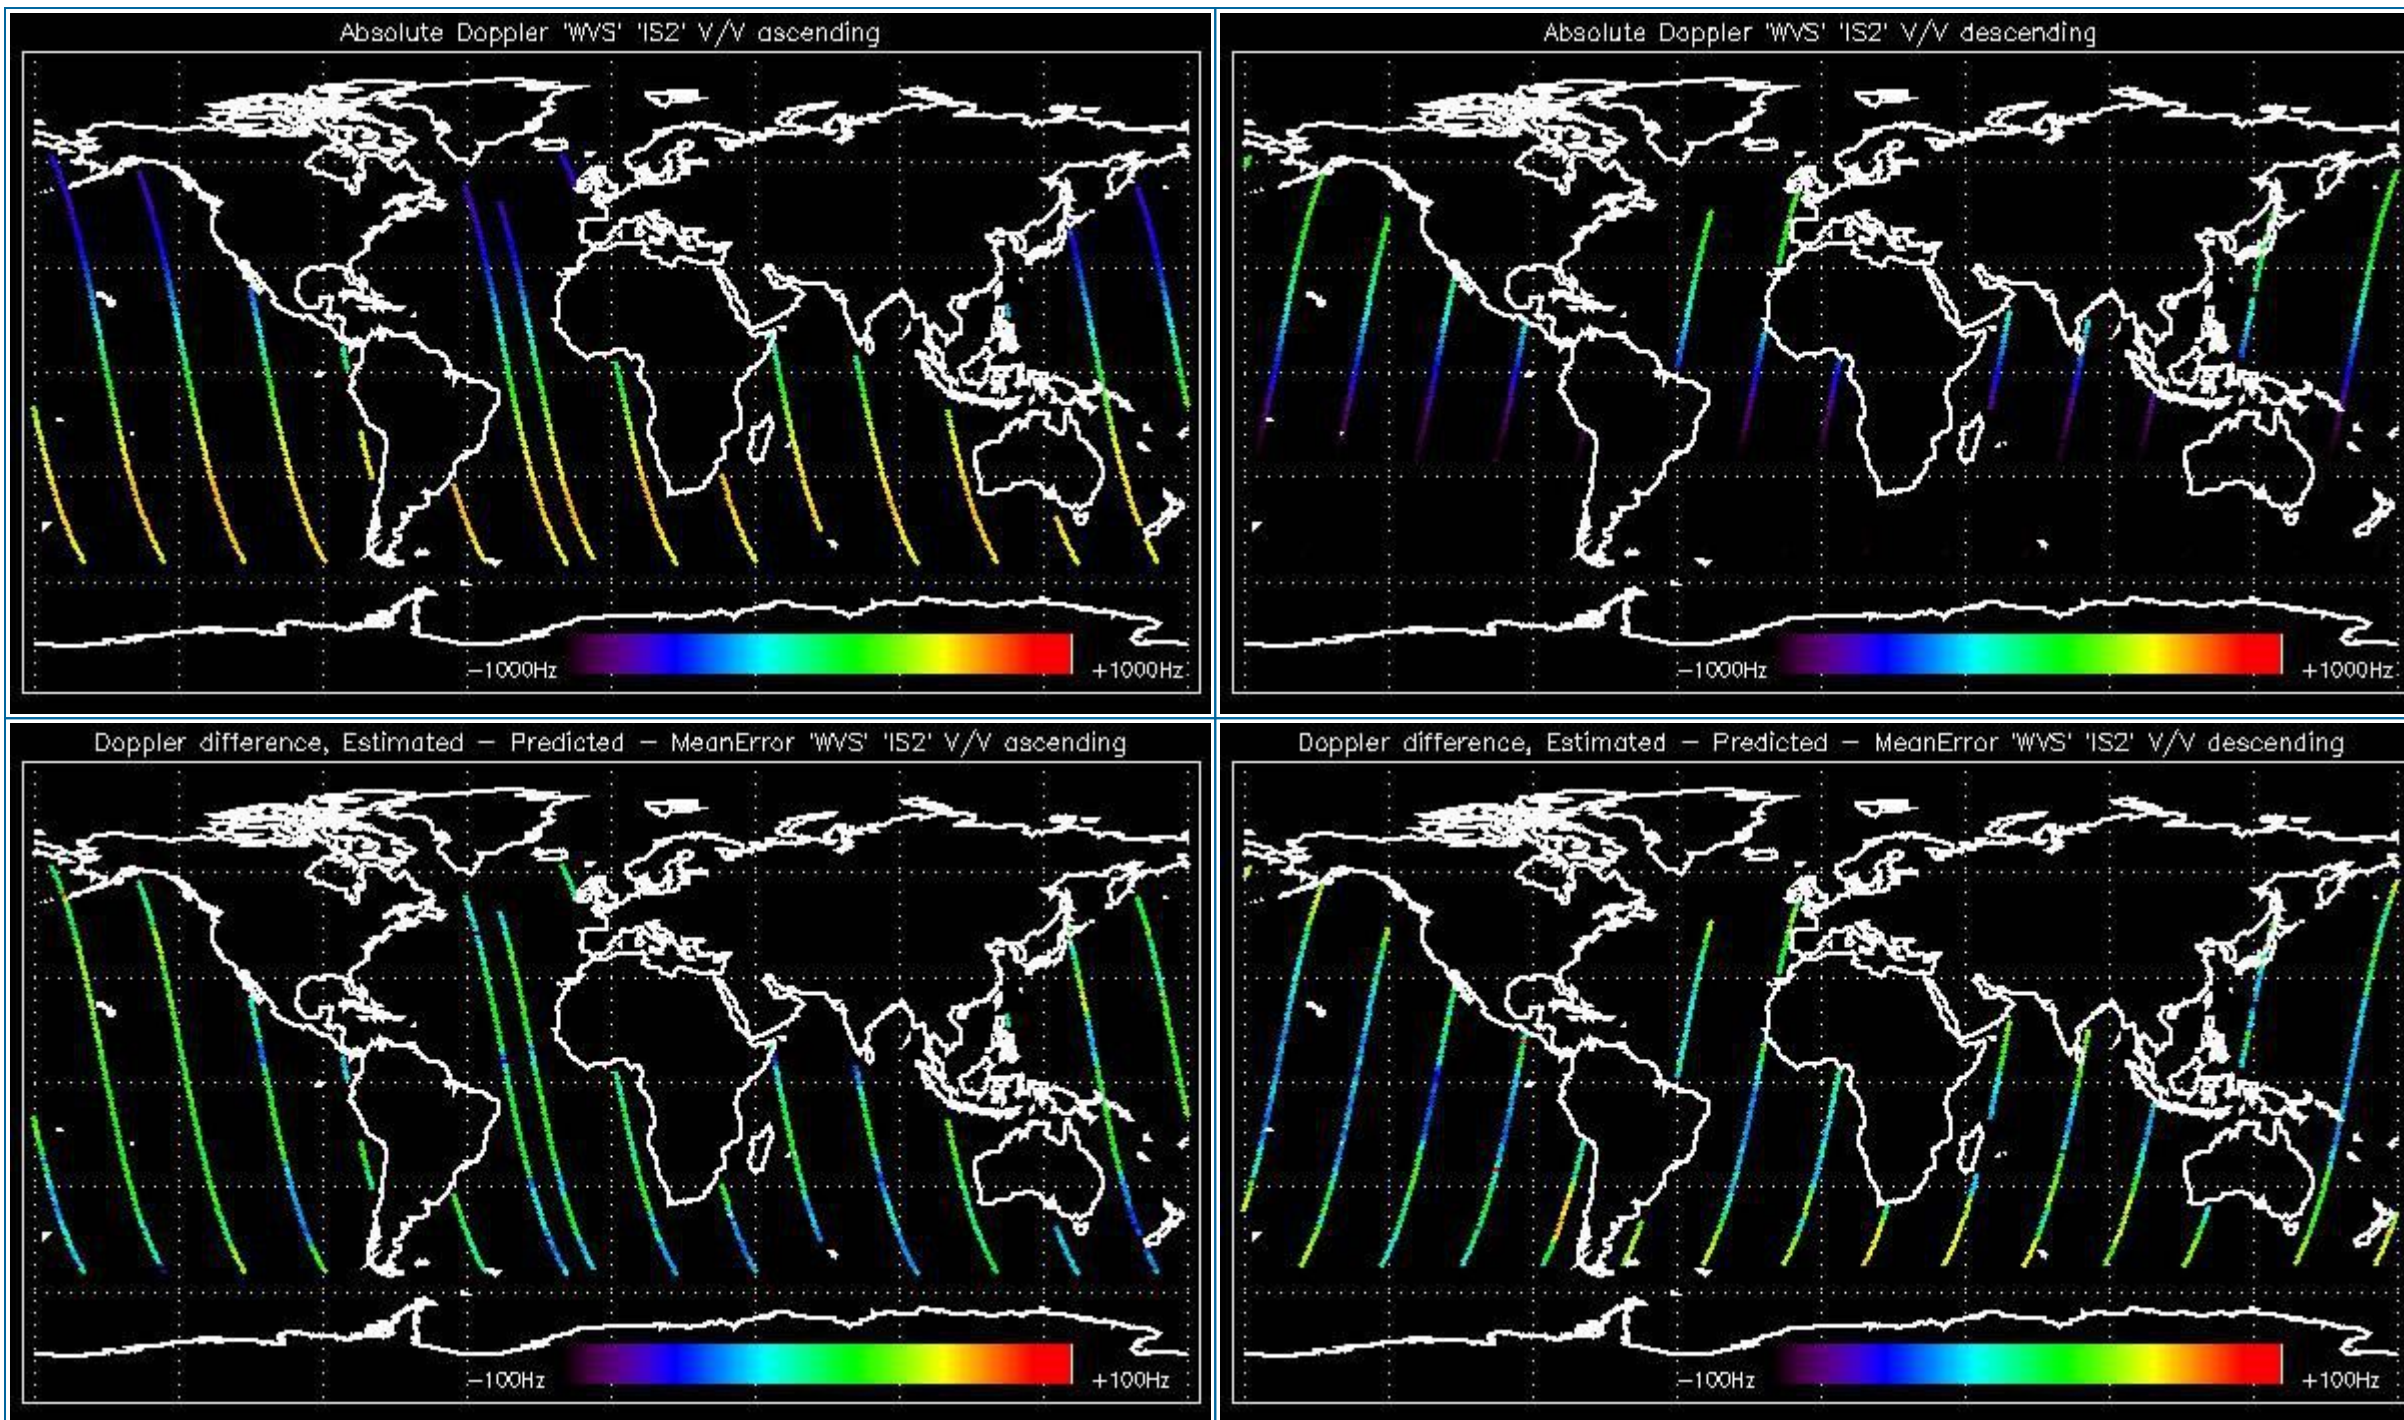 Absolute Doppler 'WVS' 'IS2' V/V ascending
-1000Hz
+1000Hz
Absolute Doppler 'WVS' 'IS2' V/V descending
-1000Hz
+1000Hz
Doppler difference, Estimated - Predicted - MeanError 'WVS' 'IS2' V/V ascending
-100Hz
+100Hz
Doppler difference, Estimated - Predicted - MeanError 'WVS' 'IS2' V/V descending
-100Hz
+100Hz